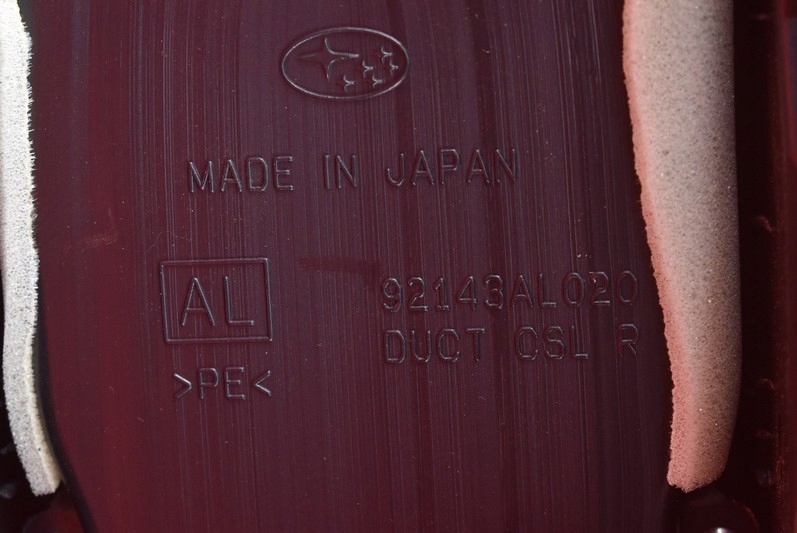 MADE IN JAPAN
AL
92143AL020
DUCT CSL R
>PE<